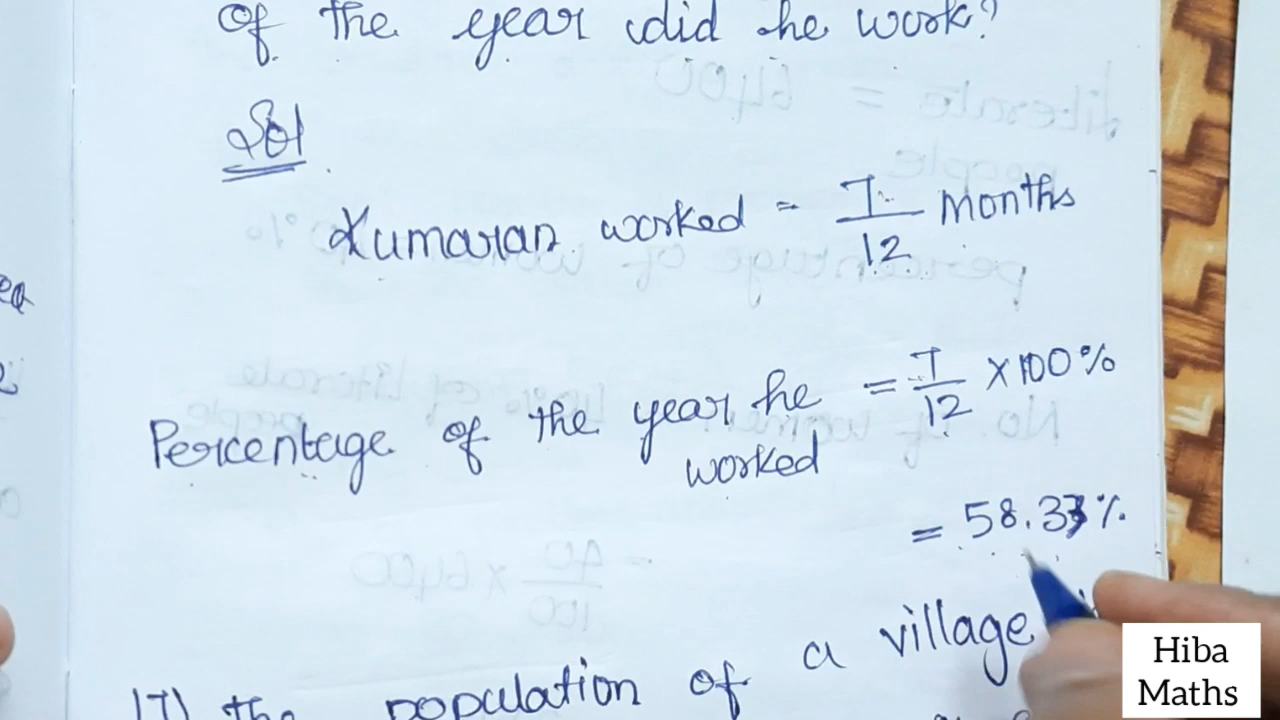 of the year did he work?
Sol
Kumaran worked = 7/12 months
Percentage of the year he worked = 7/12 × 100%
= 58.33%
17) the population of a village
Hiba
Maths